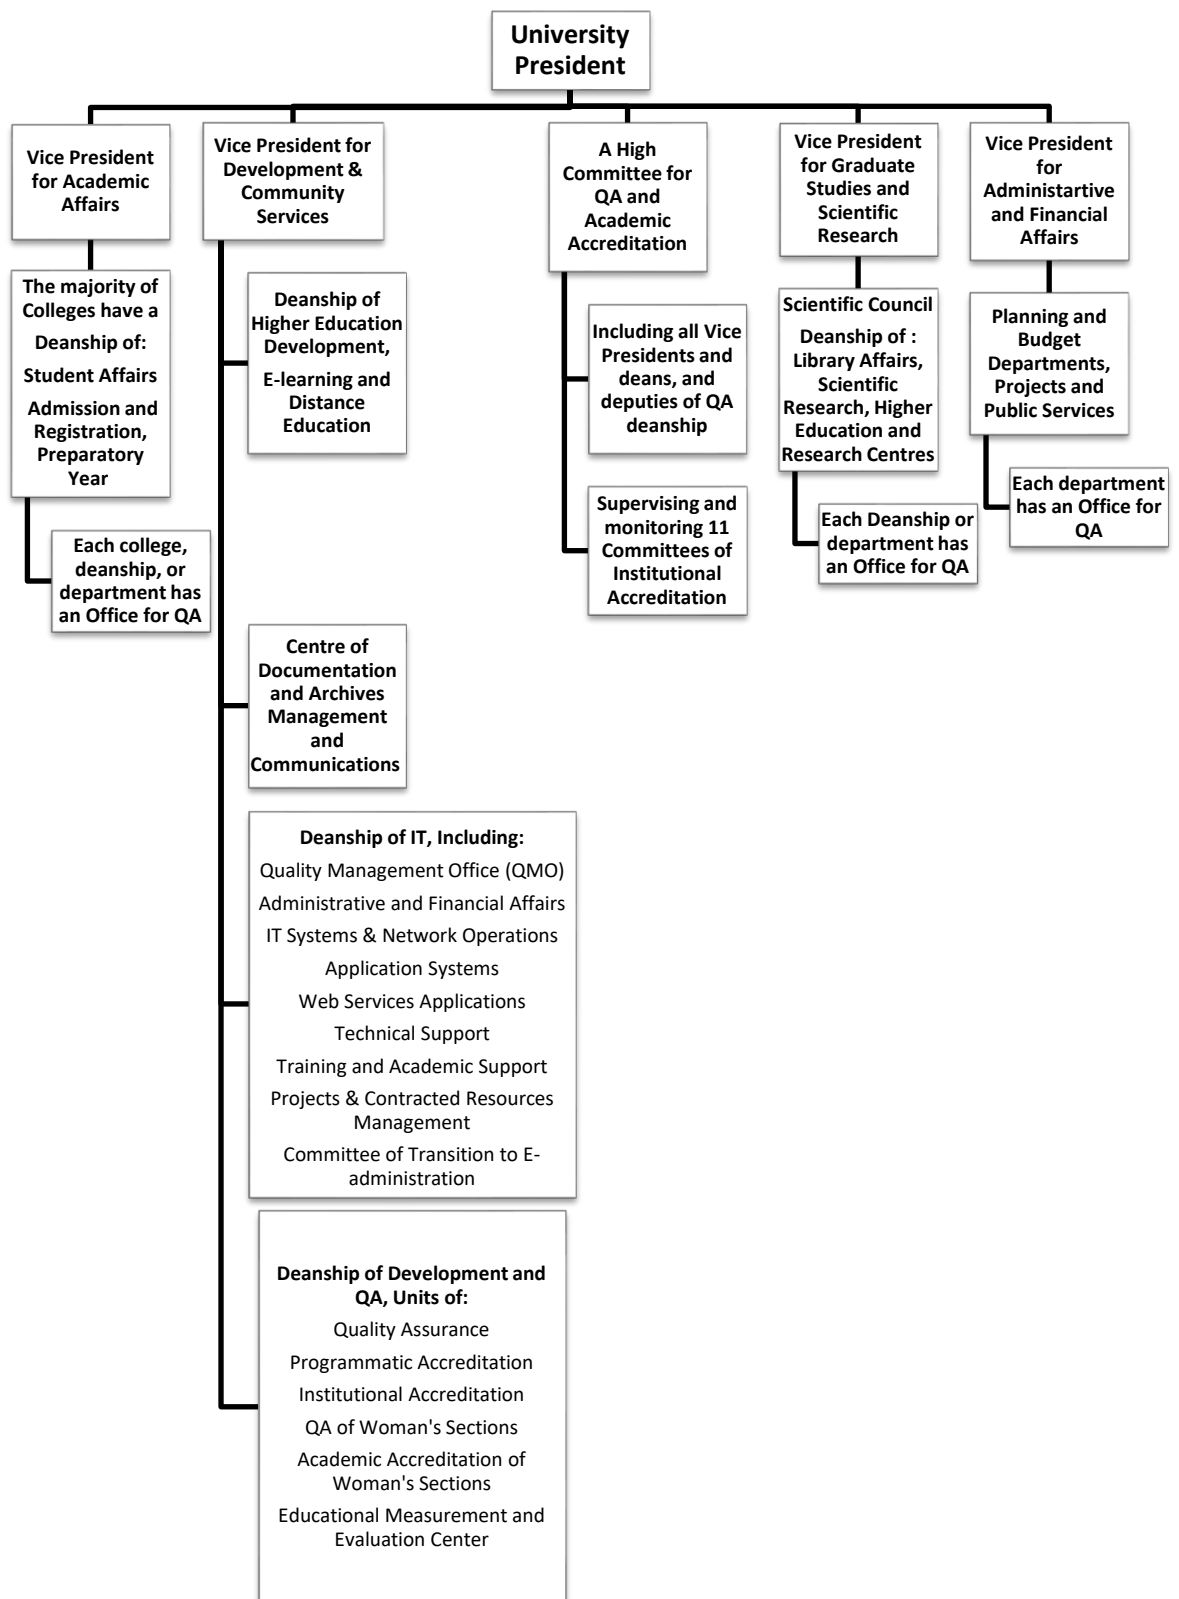 University
President
Vice President
for Academic
Affairs
The majority of
Colleges have a
Deanship of:
Student Affairs
Admission and
Registration,
Preparatory
Year
Each college,
deanship, or
department has
an Office for QA
Vice President for
Development &
Community
Services
Deanship of
Higher Education
Development,
E-learning and
Distance
Education
Centre of
Documentation
and Archives
Management
and
Communications
Deanship of IT, Including:
Quality Management Office (QMO)
Administrative and Financial Affairs
IT Systems & Network Operations
Application Systems
Web Services Applications
Technical Support
Training and Academic Support
Projects & Contracted Resources
Management
Committee of Transition to E-
administration
Deanship of Development and
QA, Units of:
Quality Assurance
Programmatic Accreditation
Institutional Accreditation
QA of Woman's Sections
Academic Accreditation of
Woman's Sections
Educational Measurement and
Evaluation Center
A High
Committee for
QA and
Academic
Accreditation
Including all Vice
Presidents and
deans, and
deputies of QA
deanship
Supervising and
monitoring 11
Committees of
Institutional
Accreditation
Vice President
for Graduate
Studies and
Scientific
Research
Scientific Council
Deanship of :
Library Affairs,
Scientific
Research, Higher
Education and
Research Centres
Each Deanship or
department has
an Office for QA
Vice President
for
Administartive
and Financial
Affairs
Planning and
Budget
Departments,
Projects and
Public Services
Each department
has an Office for
QA